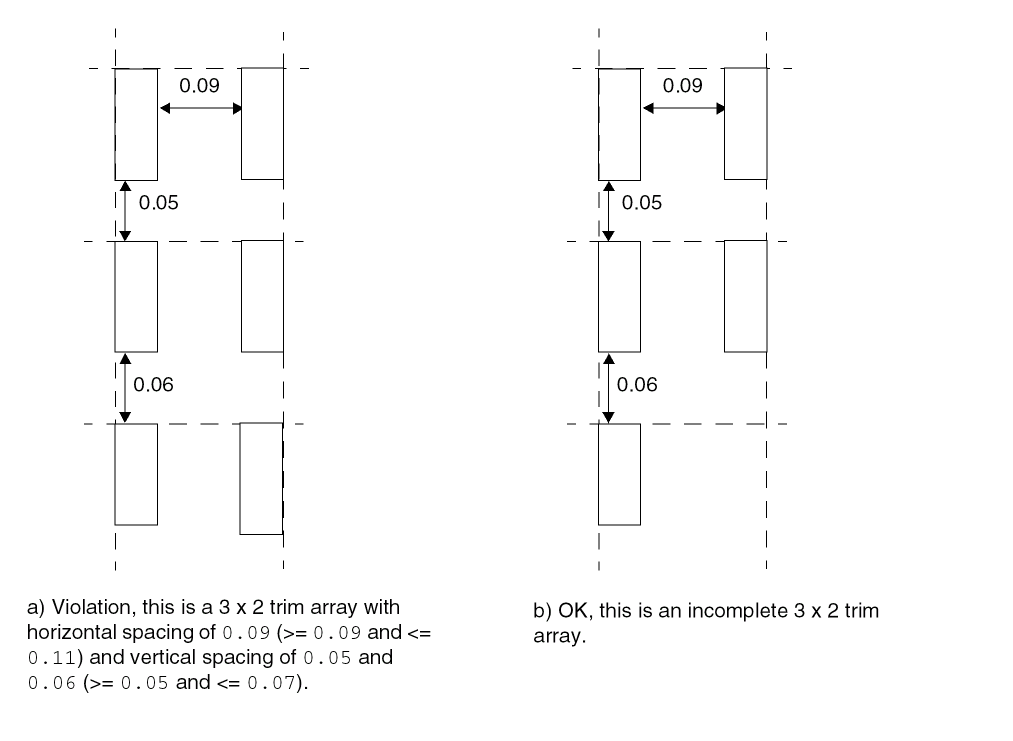 0.09
0.09
0.05
0.05
0.06
0.06
a) Violation, this is a 3 x 2 trim array with
horizontal spacing of 0.09 (>= 0.09 and <=
0.11) and vertical spacing of 0.05 and
0.06 (>= 0.05 and <= 0.07).
b) OK, this is an incomplete 3 x 2 trim
array.